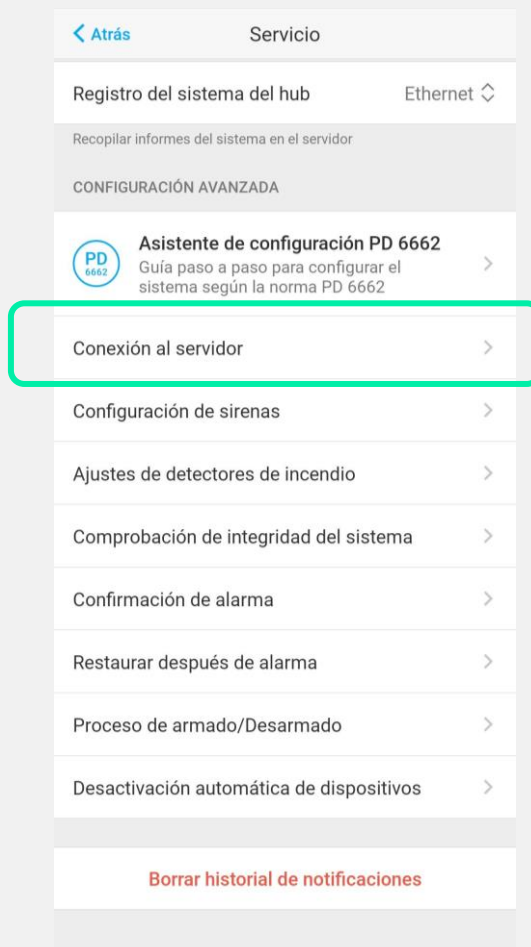 Atrás
Servicio
Registro del sistema del hub
Ethernet
Recopilar informes del sistema en el servidor
CONFIGURACIÓN AVANZADA
PD
6662
Asistente de configuración PD 6662
Guía paso a paso para configurar el
sistema según la norma PD 6662
Conexión al servidor
Configuración de sirenas
Ajustes de detectores de incendio
Comprobación de integridad del sistema
Confirmación de alarma
Restaurar después de alarma
Proceso de armado/Desarmado
Desactivación automática de dispositivos
Borrar historial de notificaciones